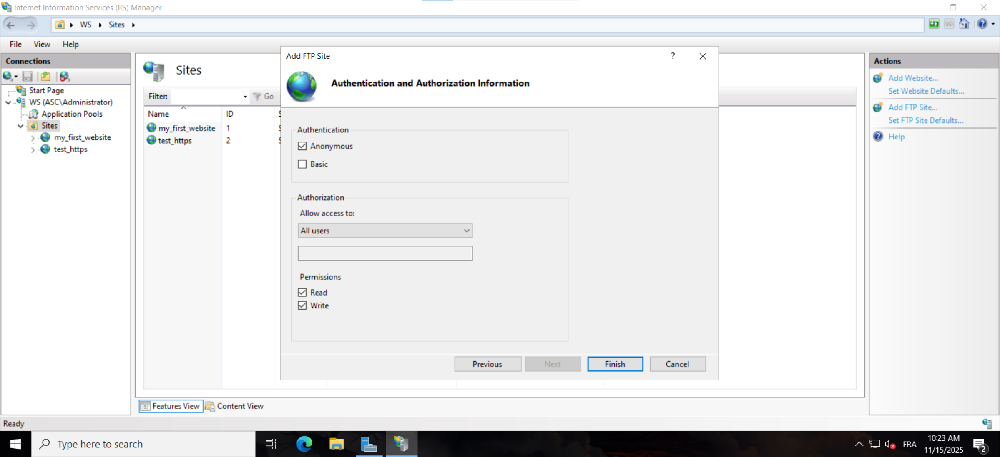 Internet Information Services (IIS) Manager
WS
Sites
File
View
Help
Connections
Start Page
WS (ASC\Administrator)
Application Pools
Sites
my_first_website
test_https
Sites
Filter:
Go
Name
ID
my_first_website
1
test_https
2
Add FTP Site
?
Authentication and Authorization Information
Authentication
Anonymous
Basic
Authorization
Allow access to:
All users
Permissions
Read
Write
Previous
Next
Finish
Cancel
Features View
Content View
Actions
Add Website...
Set Website Defaults...
Add FTP Site...
Set FTP Site Defaults...
Help
Ready
Type here to search
FRA
10:23 AM
11/15/2025
2